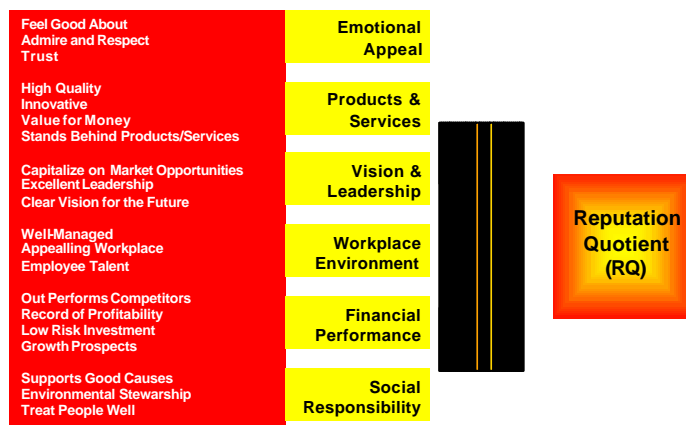 Feel Good About
Admire and Respect
Trust
Emotional
Appeal
High Quality
Innovative
Value for Money
Stands Behind Products/Services
Products &
Services
Capitalize on Market Opportunities
Excellent Leadership
Clear Vision for the Future
Vision &
Leadership
Well-Managed
Appealling Workplace
Employee Talent
Workplace
Environment
Out Performs Competitors
Record of Profitability
Low Risk Investment
Growth Prospects
Financial
Performance
Supports Good Causes
Environmental Stewarship
Treat People Well
Social
Responsibility
Reputation
Quotient
(RQ)